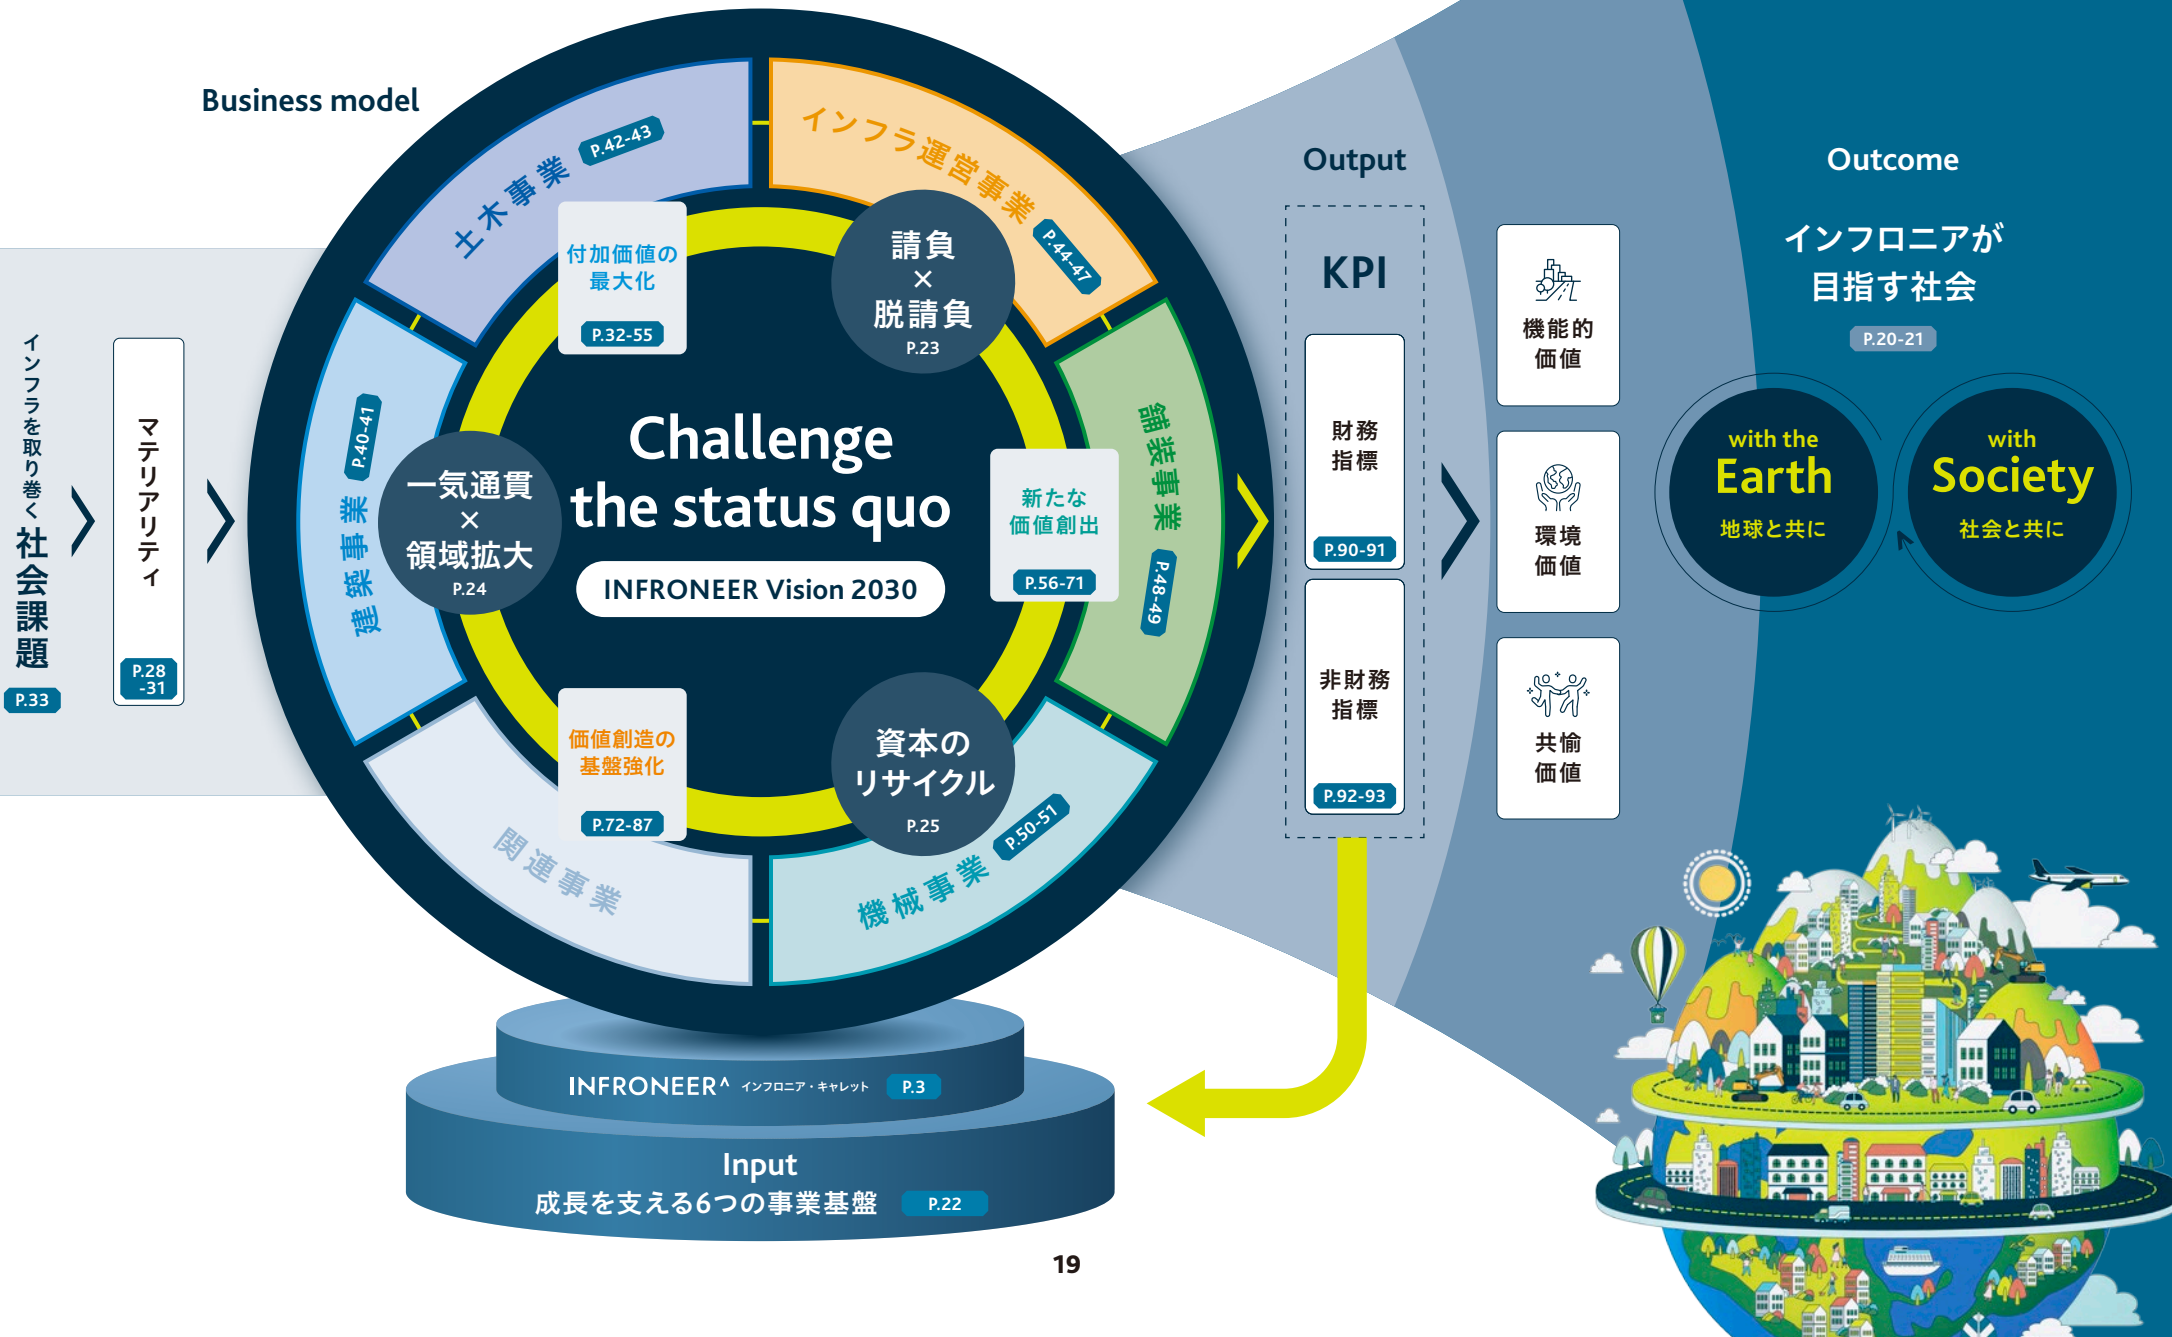 インフラを取り巻く
社会課題
P.33
マテリアリティ
P.28
-31
Business model
土木事業 P.42-43
インフラ運営事業 P.44-47
舗装事業 P.48-49
機械事業 P.50-51
関連事業
建築事業 P.40-41
付加価値の
最大化
P.32-55
請負
×
脱請負
P.23
一気通貫
×
領域拡大
P.24
Challenge
the status quo
INFRONEER Vision 2030
新たな
価値創出
P.56-71
価値創造の
基盤強化
P.72-87
資本の
リサイクル
P.25
INFRONEER^ インフロニア・キャレット P.3
Input
成長を支える6つの事業基盤 P.22
Output
KPI
財務
指標
P.90-91
非財務
指標
P.92-93
機能的
価値
環境
価値
共愉
価値
Outcome
インフロニアが
目指す社会
P.20-21
with the
Earth
地球と共に
with
Society
社会と共に
19